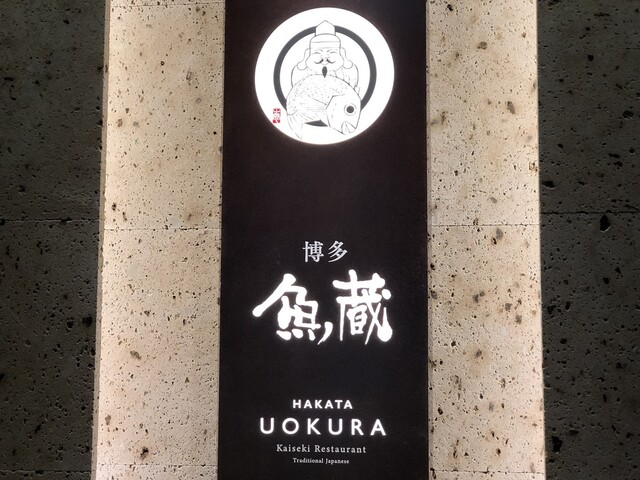 博多
魚蔵
HAKATA
UOKURA
Kaiseki Restaurant
Traditional Japanese